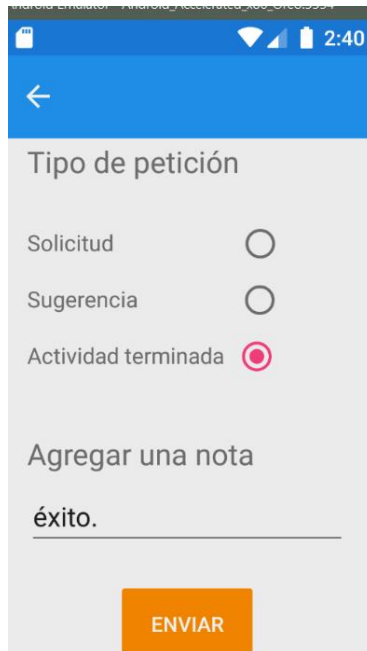 Android Emulator - Android_Accelerated_x86_Oreo:5554
2:40
Tipo de petición
Solicitud
Sugerencia
Actividad terminada
Agregar una nota
éxito.
ENVIAR